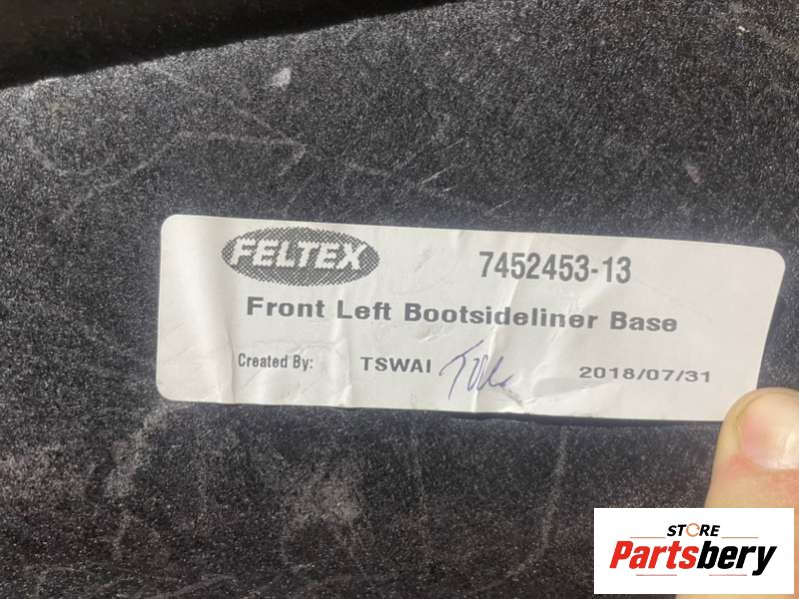 FELTEX 7452453-13
Front Left Bootsideliner Base
Created By: TSWAI 2018/07/31
STORE
Partsbery